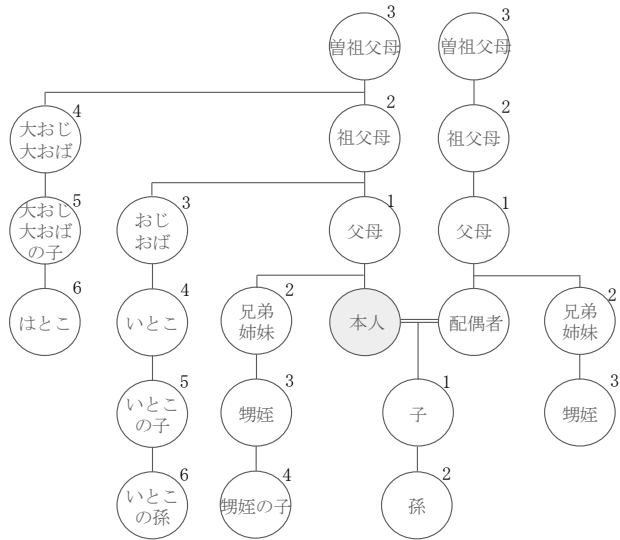 3
曽祖父母
3
曽祖父母
4
大おじ
大おば
2
祖父母
2
祖父母
5
大おじ
大おば
の子
3
おじ
おば
1
父母
1
父母
6
はとこ
4
いとこ
2
兄弟
姉妹
本人
配偶者
2
兄弟
姉妹
5
いとこ
の子
3
甥姪
1
子
3
甥姪
6
いとこ
の孫
4
甥姪の子
2
孫